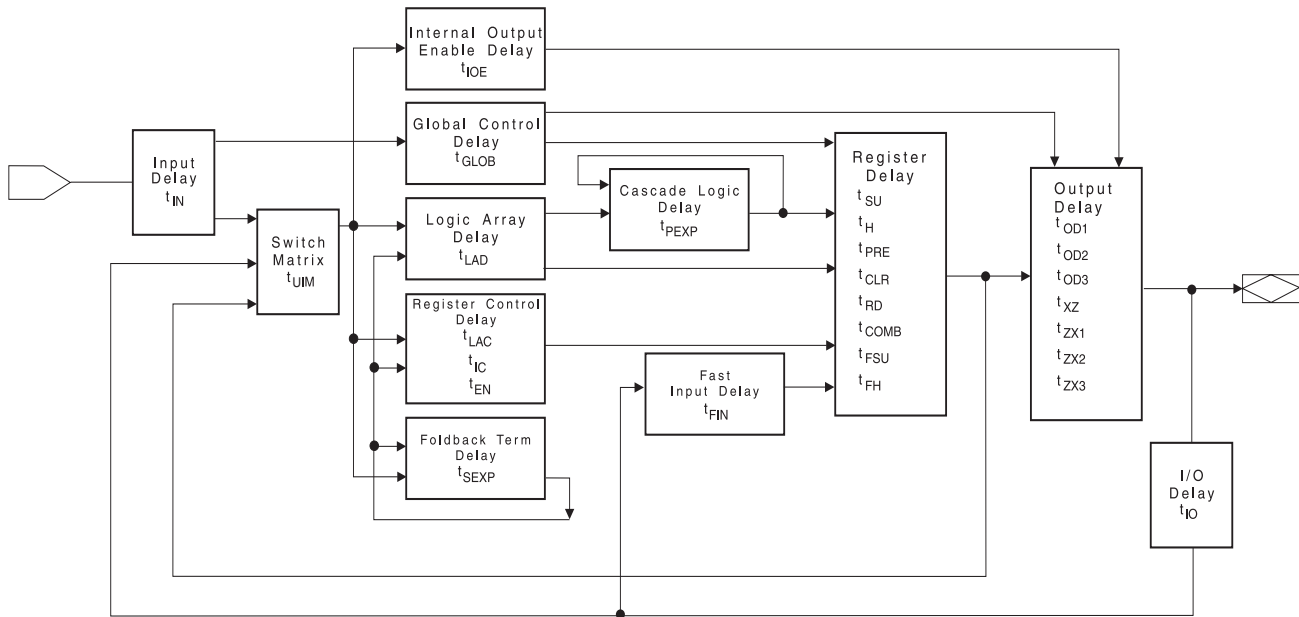 Input
Delay
tIN
Switch
Matrix
tUIM
Internal Output
Enable Delay
tIOE
Global Control
Delay
tGLOB
Logic Array
Delay
tLAD
Register Control
Delay
tLAC
tIC
tEN
Foldback Term
Delay
tSEXP
Cascade Logic
Delay
tPEXP
Fast
Input Delay
tFIN
Register
Delay
tSU
tH
tPRE
tCLR
tRD
tCOMB
tFSU
tFH
Output
Delay
tOD1
tOD2
tOD3
tXZ
tZX1
tZX2
tZX3
I/O
Delay
tIO